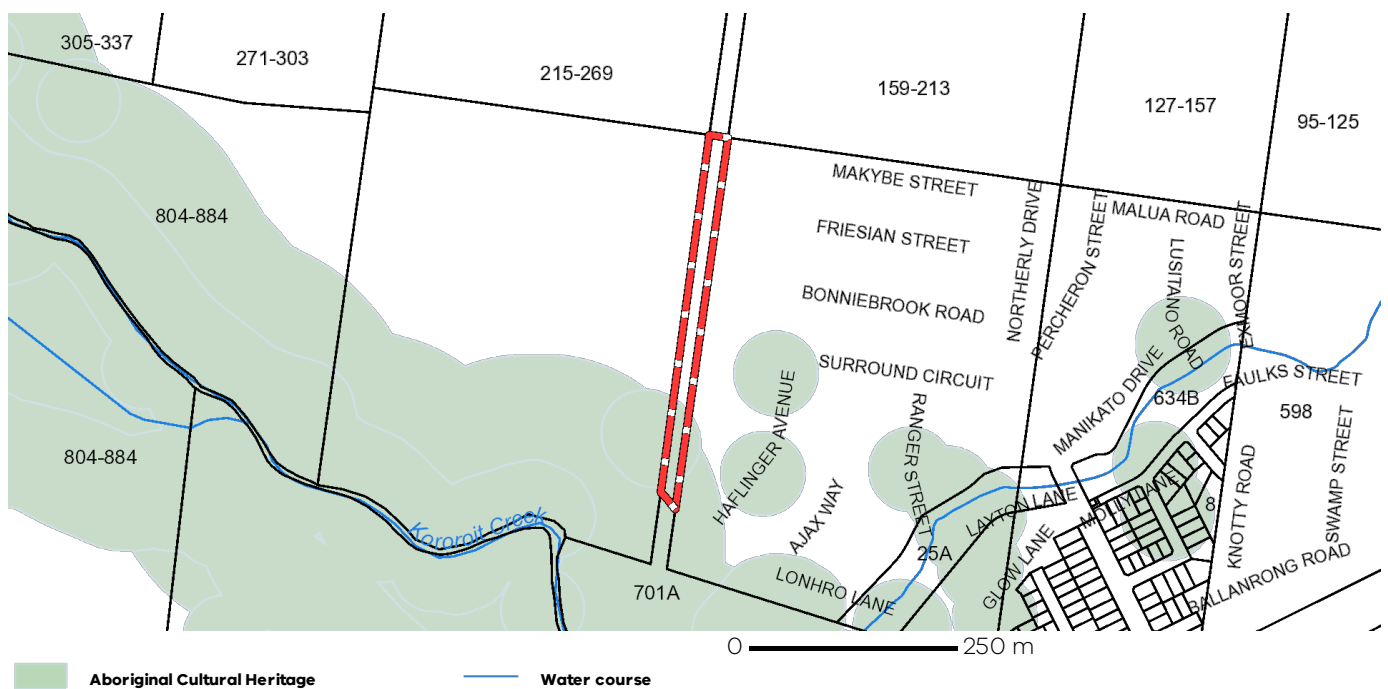 305-337
271-303
215-269
159-213
127-157
95-125
MAKYBE STREET
NORTHERLY DRIVE
PERCHERON STREET
MALUA ROAD
EXMOOR STREET
804-884
FRIESIAN STREET
LUSITANO ROAD
BONNIEBROOK ROAD
SURROUND CIRCUIT
MANIKATO DRIVE
FAULKS STREET
634B
598
HAFLINGER AVENUE
RANGER STREET
SWAMP STREET
804-884
AJAX WAY
LAYTON LANE
MOLLY LANE
8
KNOTTY ROAD
Kororoit Creek
25A
GLOW LANE
BALLANRONG ROAD
701A
LONHRO LANE
0 250 m
Aboriginal Cultural Heritage
Water course